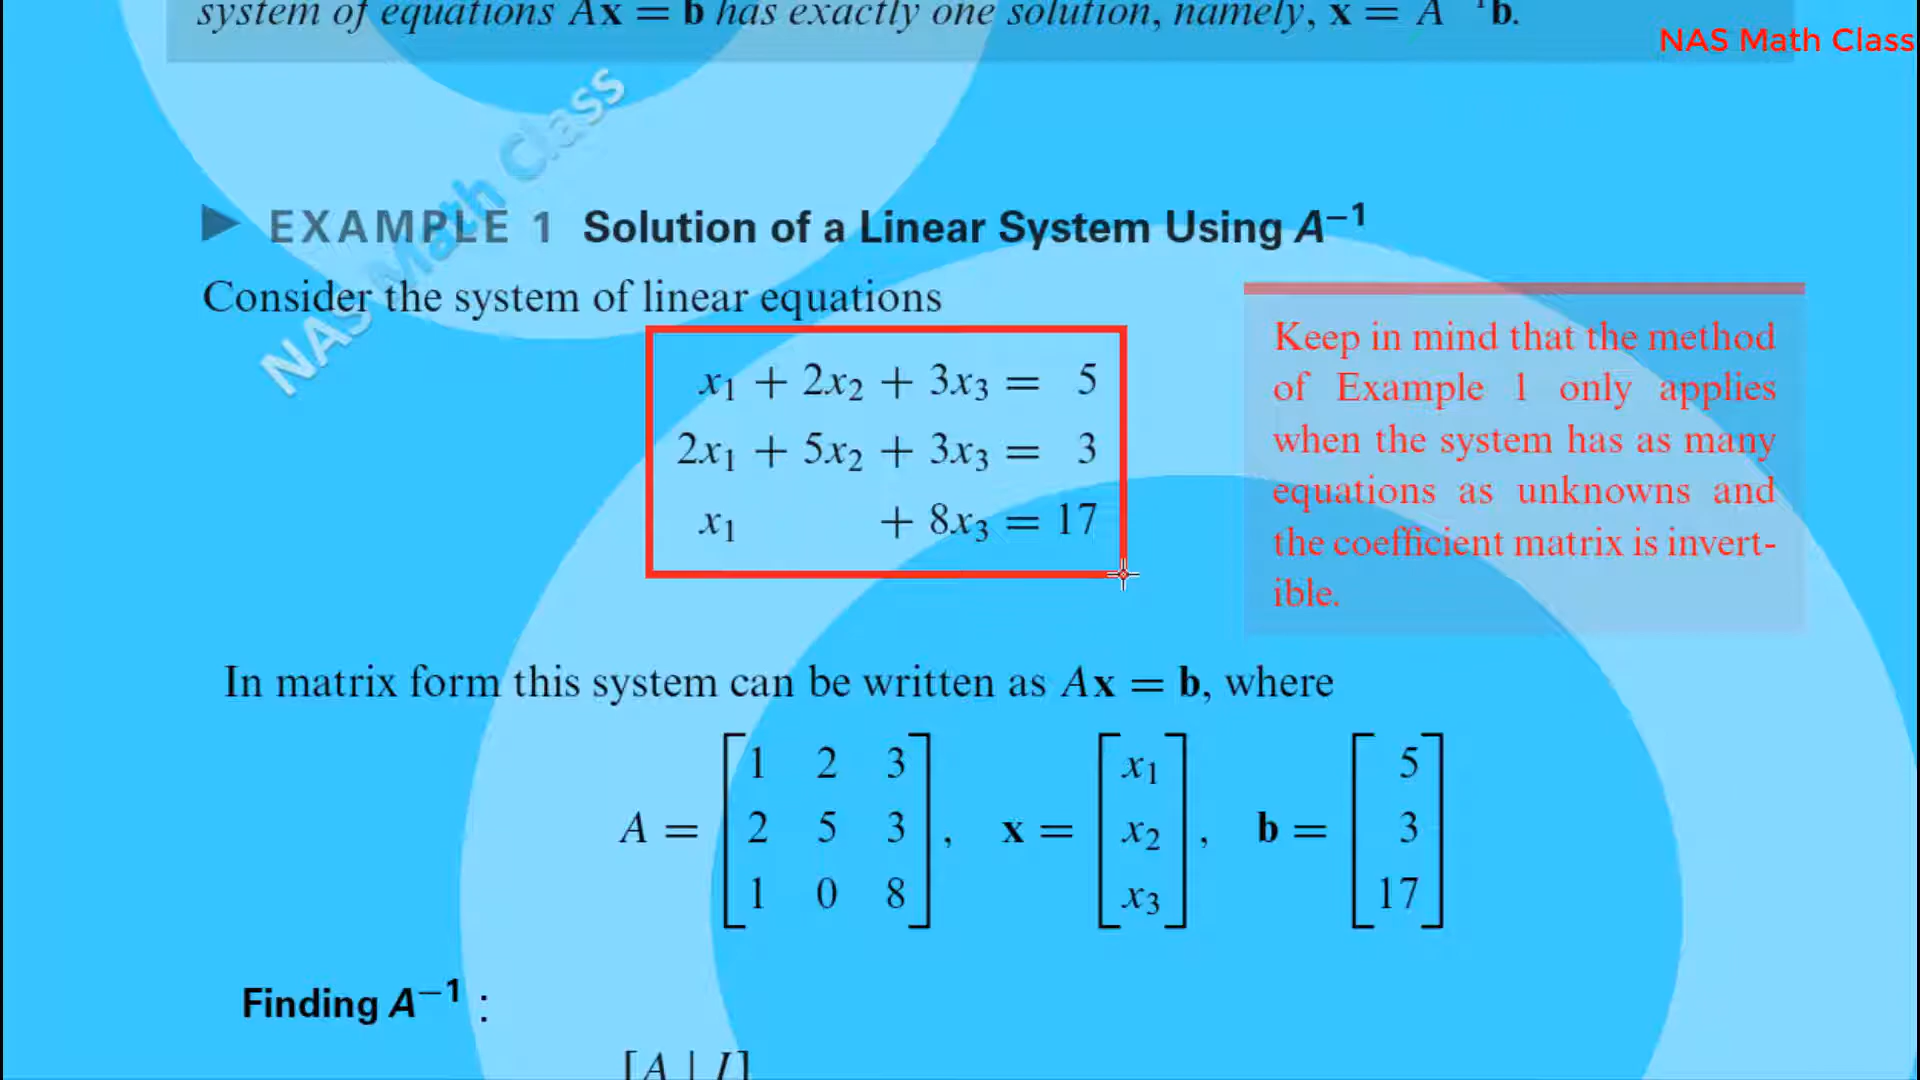 system of equations Ax = b has exactly one solution, namely, x = A⁻¹b.
NAS Math Class
NAS Math Class
▶ EXAMPLE 1 Solution of a Linear System Using A⁻¹
Consider the system of linear equations
x₁ + 2x₂ + 3x₃ = 5
2x₁ + 5x₂ + 3x₃ = 3
x₁ + 8x₃ = 17
Keep in mind that the method
of Example 1 only applies
when the system has as many
equations as unknowns and
the coefficient matrix is invert-
ible.
In matrix form this system can be written as Ax = b, where
1 2 3 x₁ 5
A = 2 5 3 , x = x₂ , b = 3
1 0 8 x₃ 17
Finding A⁻¹ :
[A | I]